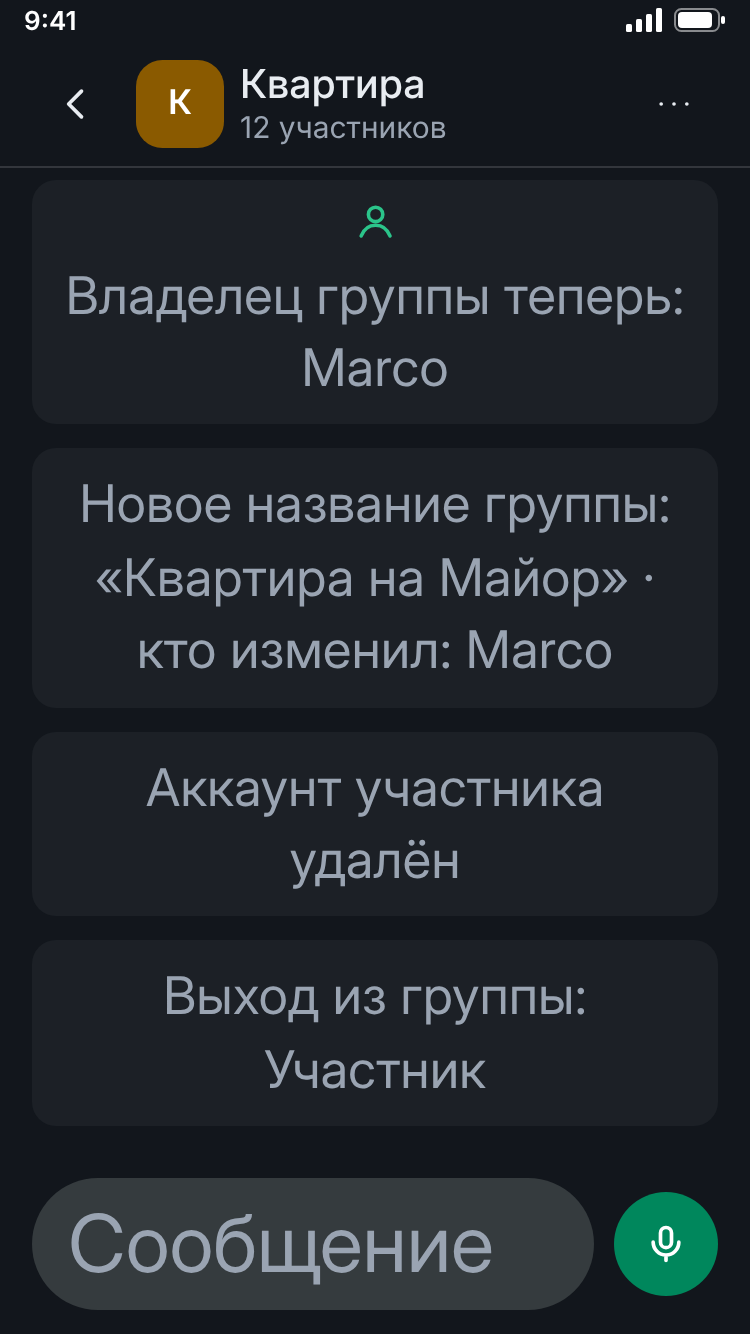 9:41
К
Квартира
12 участников
Владелец группы теперь:
Marco
Новое название группы:
«Квартира на Майор» ·
кто изменил: Marco
Аккаунт участника
удалён
Выход из группы:
Участник
Сообщение